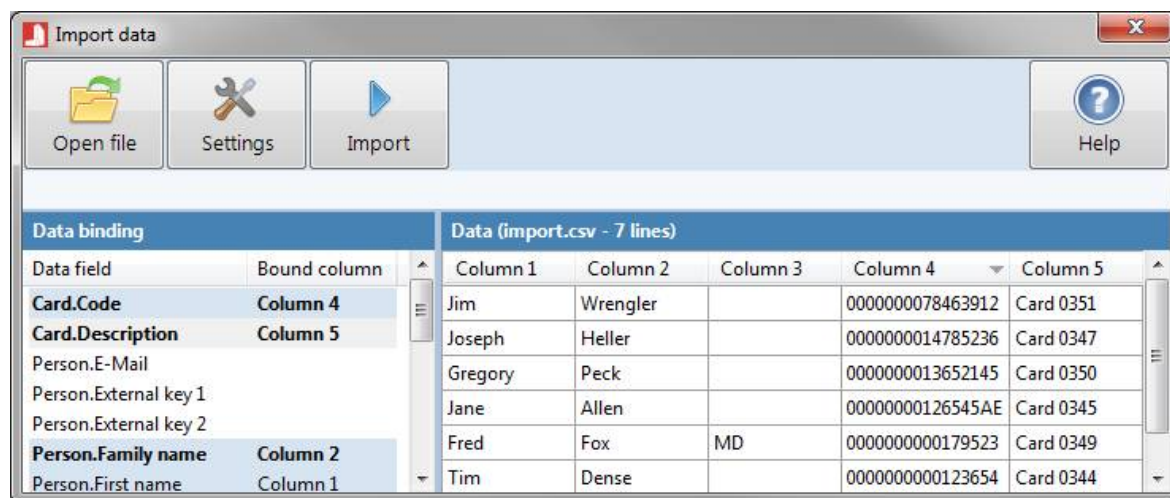 Import data
Open file Settings Import Help
Data binding
Data field Bound column
Card.Code Column 4
Card.Description Column 5
Person.E-Mail
Person.External key 1
Person.External key 2
Person.Family name Column 2
Person.First name Column 1
Data (import.csv - 7 lines)
Column 1 Column 2 Column 3 Column 4 Column 5
Jim Wrengler 0000000078463912 Card 0351
Joseph Heller 0000000014785236 Card 0347
Gregory Peck 0000000013652145 Card 0350
Jane Allen 00000000126545AE Card 0345
Fred Fox MD 0000000000179523 Card 0349
Tim Dense 0000000000123654 Card 0344